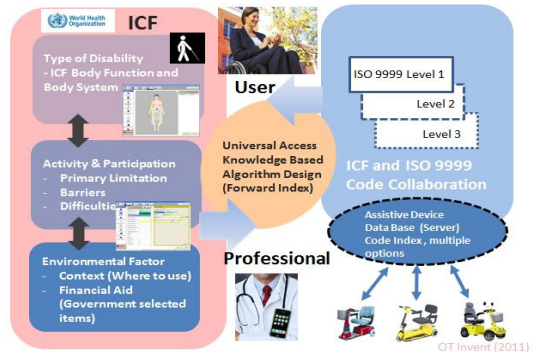 World Health
Organization
ICF
Type of Disability
- ICF Body Function and
Body System
Activity & Participation
- Primary Limitation
- Barriers
- Difficultie
Environmental Factor
- Context (Where to use)
- Financial Aid
(Government selected
items)
User
Universal Access
Knowledge Based
Algorithm Design
(Forward Index)
Professional
ISO 9999 Level 1
Level 2
Level 3
ICF and ISO 9999
Code Collaboration
Assistive Device
Data Base (Server)
Code Index , multiple
options
OT Invent (2011)